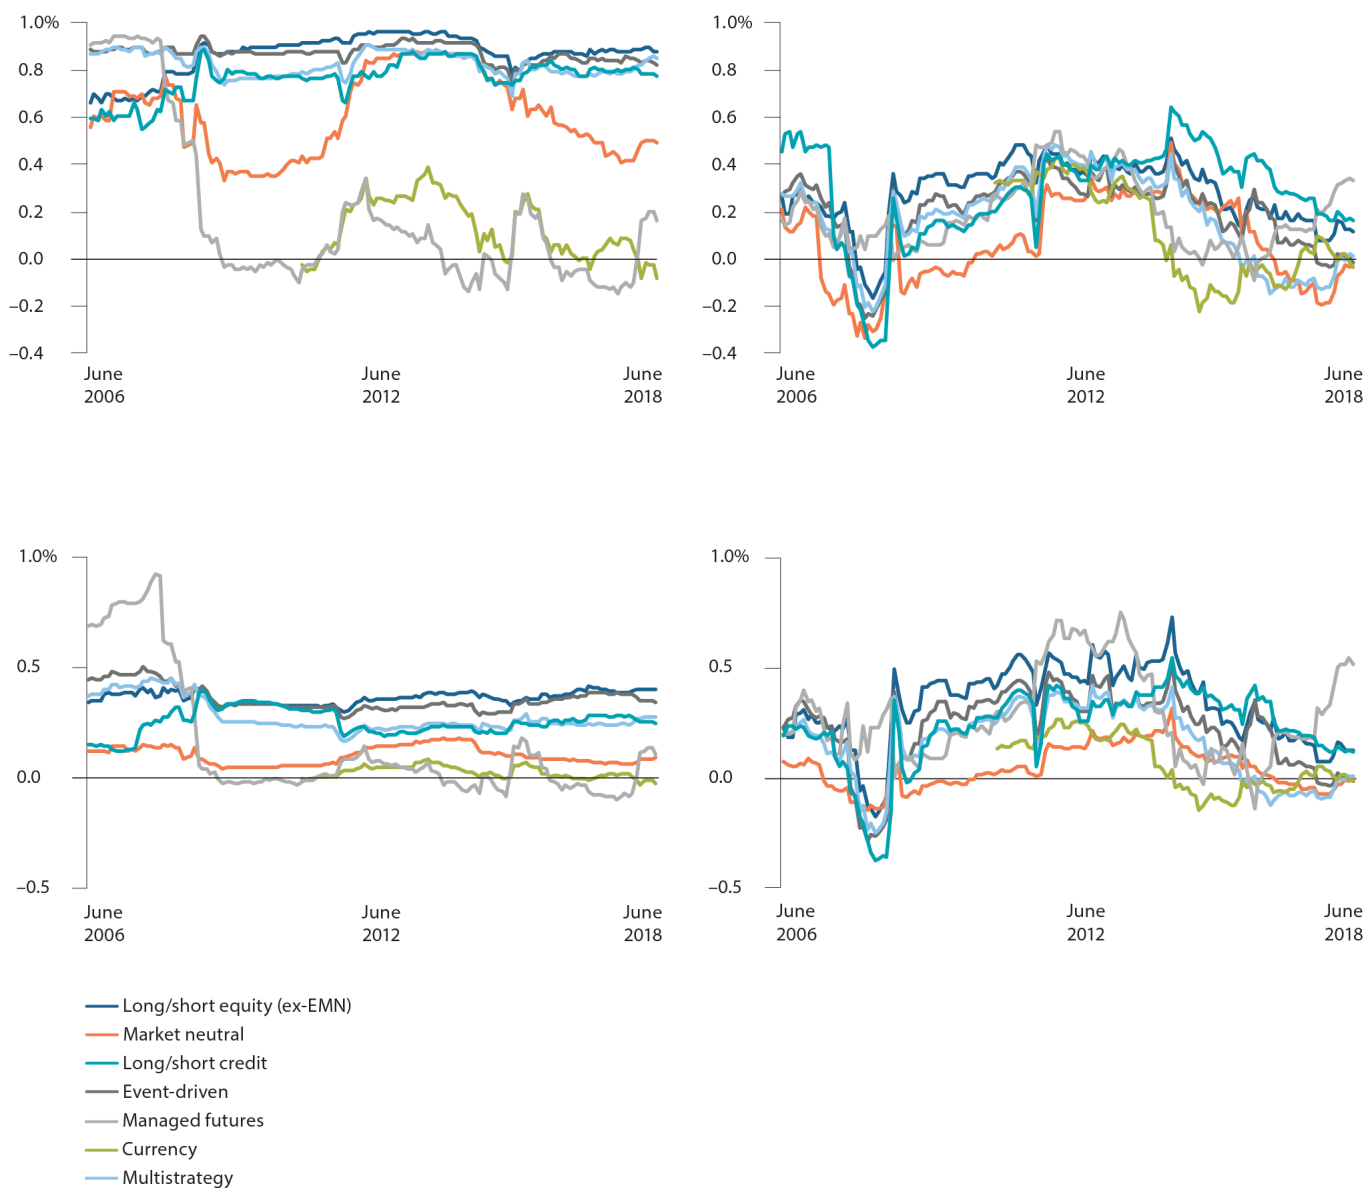 1.0%
0.8
0.6
0.4
0.2
0.0
–0.2
–0.4
June
2006
June
2012
June
2018
1.0%
0.8
0.6
0.4
0.2
0.0
–0.2
–0.4
June
2006
June
2012
June
2018
1.0%
0.5
0.0
–0.5
June
2006
June
2012
June
2018
1.0%
0.5
0.0
–0.5
June
2006
June
2012
June
2018
Long/short equity (ex-EMN)
Market neutral
Long/short credit
Event-driven
Managed futures
Currency
Multistrategy